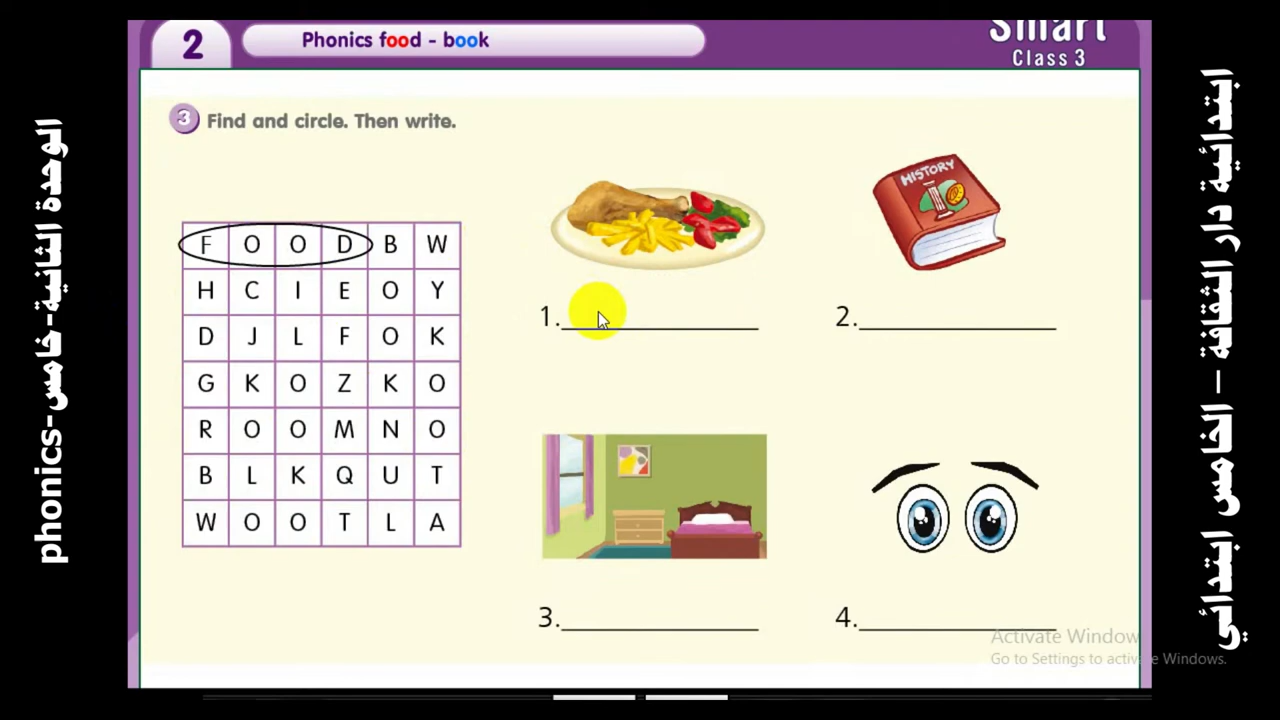 2
Phonics food - book
Smart
Class 3
3 Find and circle. Then write.
F O O D B W
H C I E O Y
D J L F O K
G K O Z K O
R O O M N O
B L K Q U T
W O O T L A
HISTORY
1.
2.
3.
4.
Activate Window
Go to Settings to activate Windows.
الوحدة الثانية-خامس-phonics
ابتدائية دار الثقافة – الخامس ابتدائي